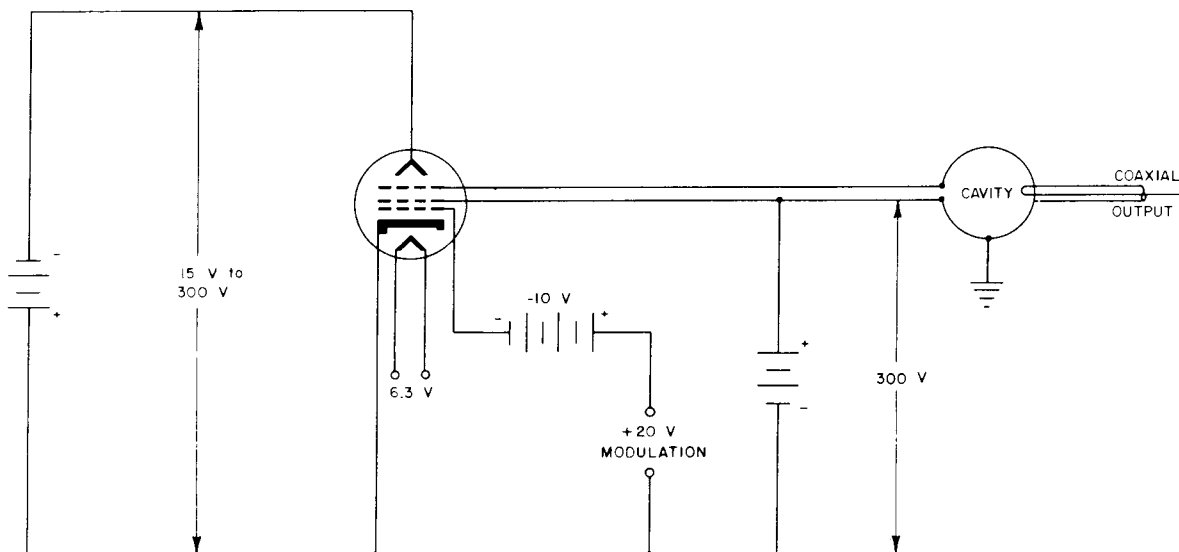 COAXIAL
CAVITY
OUTPUT
-
15 V to
300 V
+
-10 V
-
+
+
300 V
-
6.3 V
+20 V
MODULATION